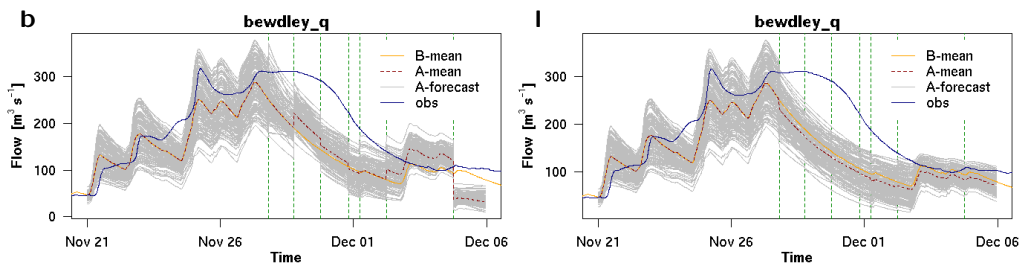 b
bewdley_q
Flow [m³ s⁻¹]
300
200
100
0
B-mean
A-mean
A-forecast
obs
Nov 21
Nov 26
Dec 01
Dec 06
Time
l
bewdley_q
Flow [m³ s⁻¹]
300
200
100
B-mean
A-mean
A-forecast
obs
Nov 21
Nov 26
Dec 01
Dec 06
Time